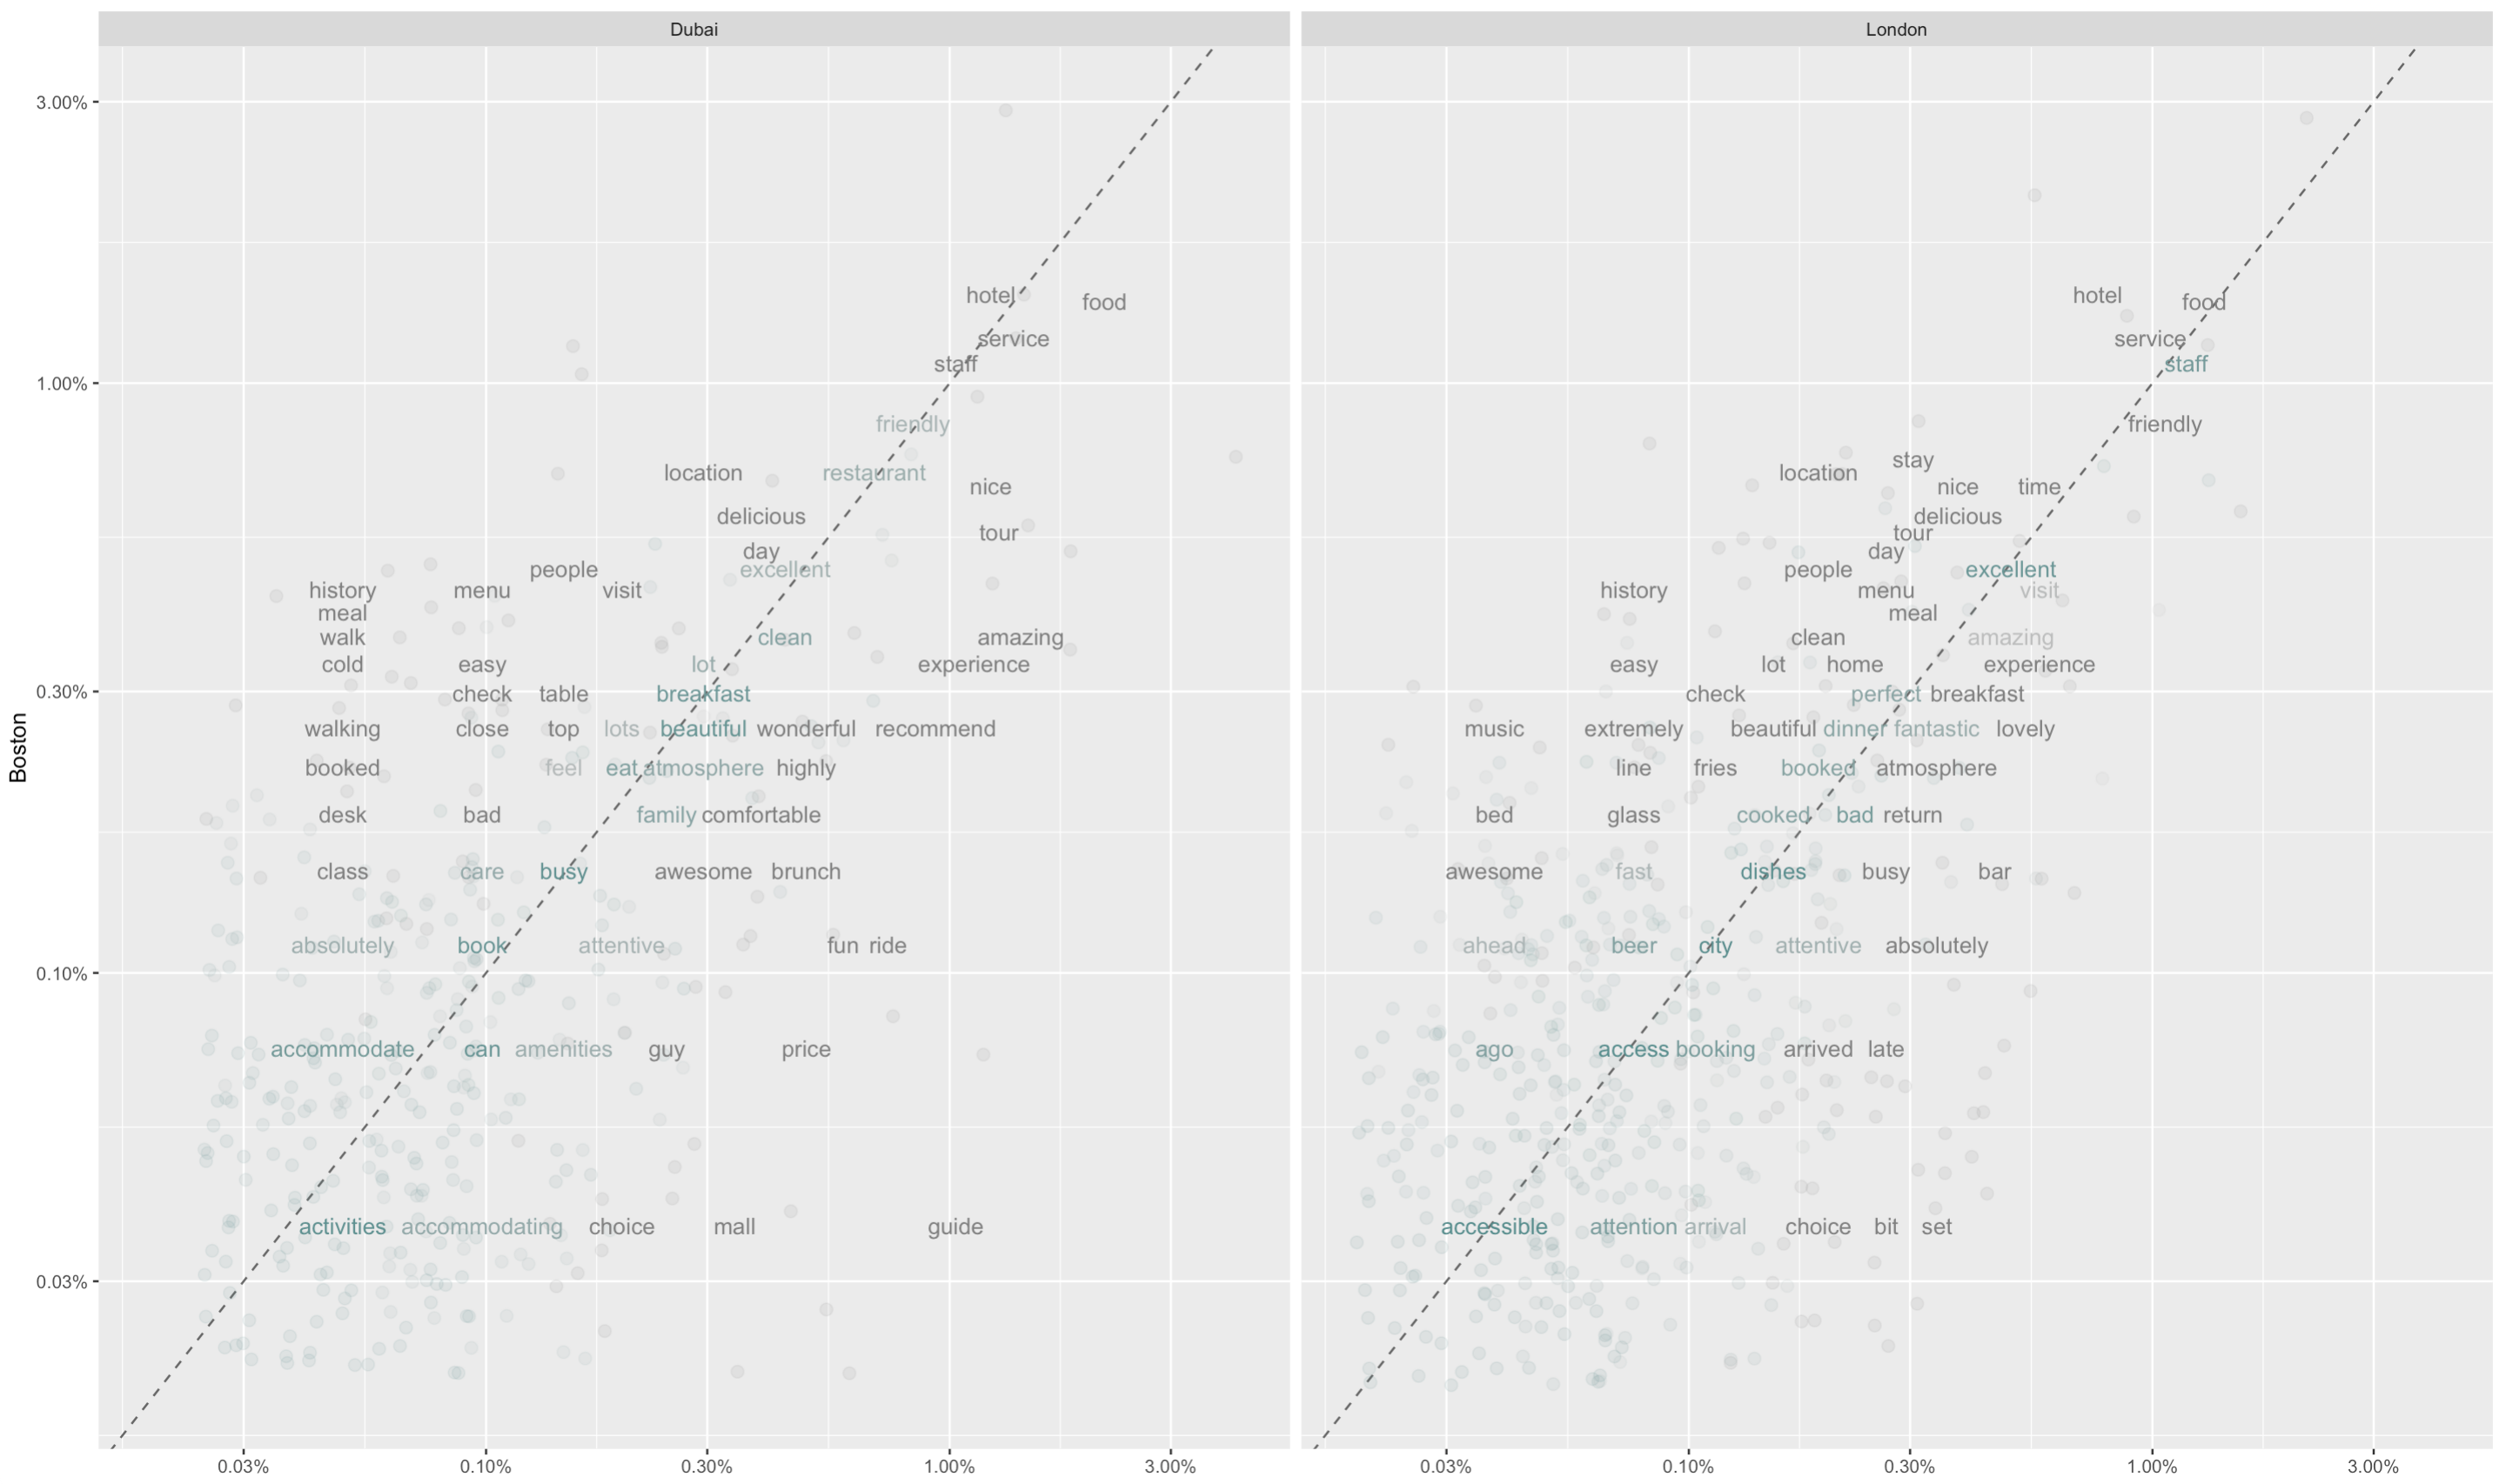 Dubai
London
3.00%
1.00%
0.30%
0.10%
0.03%
Boston
hotel
food
service
staff
friendly
location
restaurant
nice
delicious
tour
day
people
excellent
history
menu
visit
meal
walk
clean
amazing
cold
easy
lot
experience
check
table
breakfast
walking
close
top
lots
beautiful
wonderful
recommend
booked
feel
eat
atmosphere
highly
desk
bad
family
comfortable
class
care
busy
awesome
brunch
absolutely
book
attentive
fun
ride
accommodate
can
amenities
guy
price
activities
accommodating
choice
mall
guide
0.03%
0.10%
0.30%
1.00%
3.00%
hotel
food
service
staff
friendly
stay
location
nice
time
delicious
tour
day
people
excellent
history
menu
visit
meal
clean
amazing
easy
lot
home
experience
check
perfect
breakfast
music
extremely
beautiful
dinner
fantastic
lovely
line
fries
booked
atmosphere
bed
glass
cooked
bad
return
awesome
fast
dishes
busy
bar
ahead
beer
city
attentive
absolutely
ago
access
booking
arrived
late
accessible
attention
arrival
choice
bit
set
0.03%
0.10%
0.30%
1.00%
3.00%